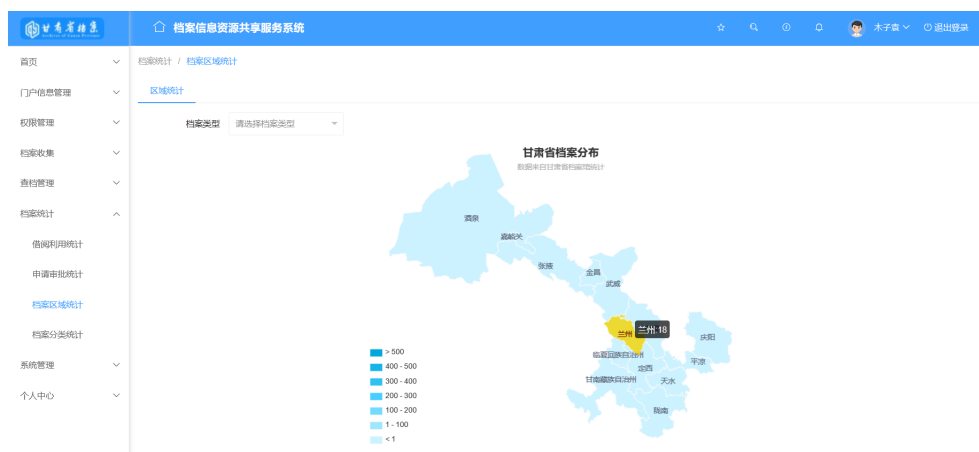 甘肃省档案
档案信息资源共享服务系统
木子袁
退出登录
首页
门户信息管理
权限管理
档案收集
查档管理
档案统计
借阅利用统计
申请审批统计
档案区域统计
档案分类统计
系统管理
个人中心
档案统计 / 档案区域统计
区域统计
档案类型 请选择档案类型
甘肃省档案分布
数据来自甘肃省档案馆统计
酒泉
嘉峪关
张掖
金昌
武威
兰州
兰州:18
庆阳
临夏回族自治州
平凉
定西
甘南藏族自治州
天水
陇南
> 500
400 - 500
300 - 400
200 - 300
100 - 200
1 - 100
< 1